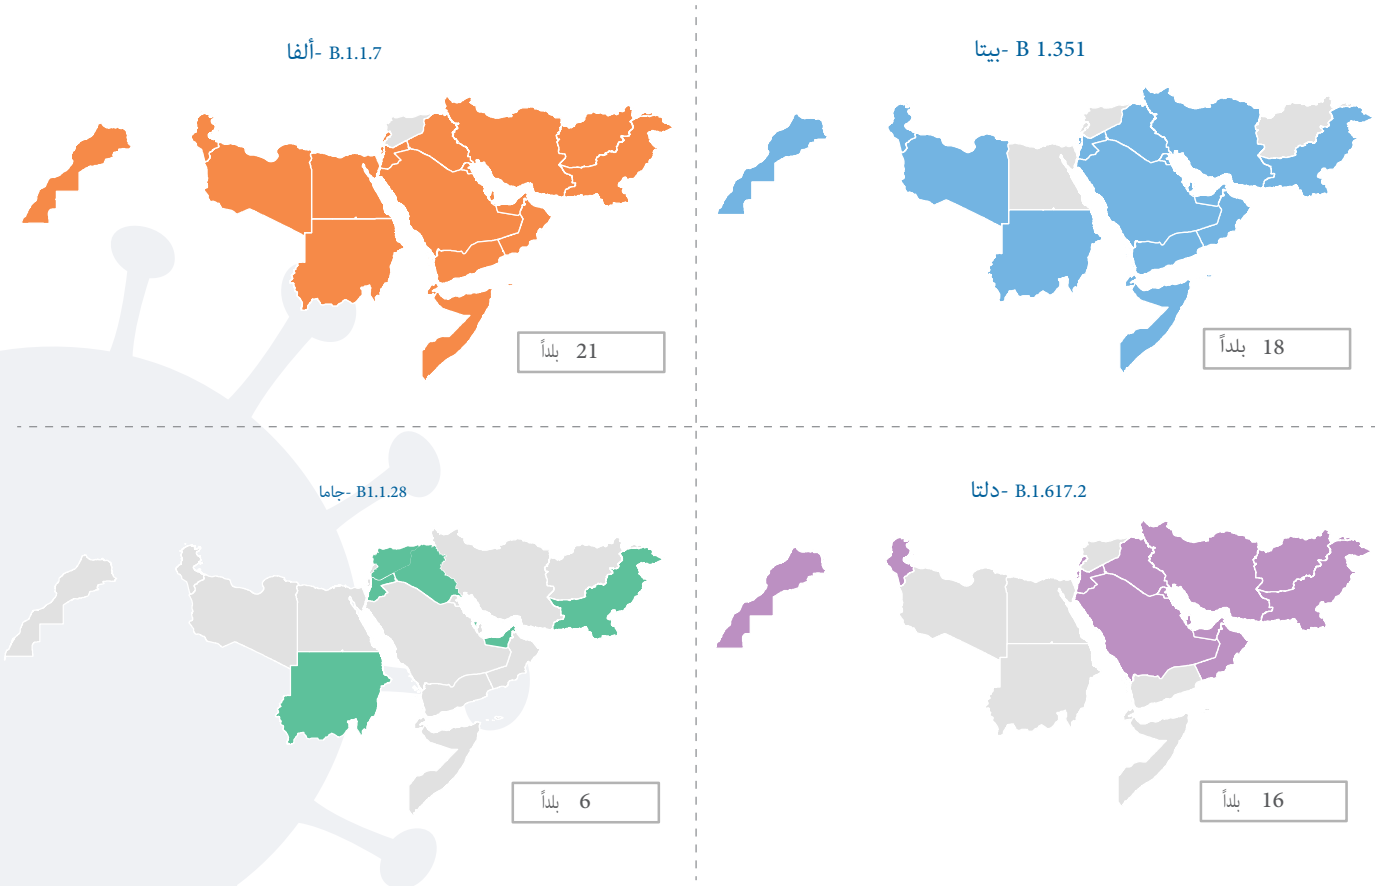 ألفا- B.1.1.7
21 بلداً
بيتا- B 1.351
18 بلداً
جاما- B1.1.28
6 بلداً
دلتا- B.1.617.2
16 بلداً